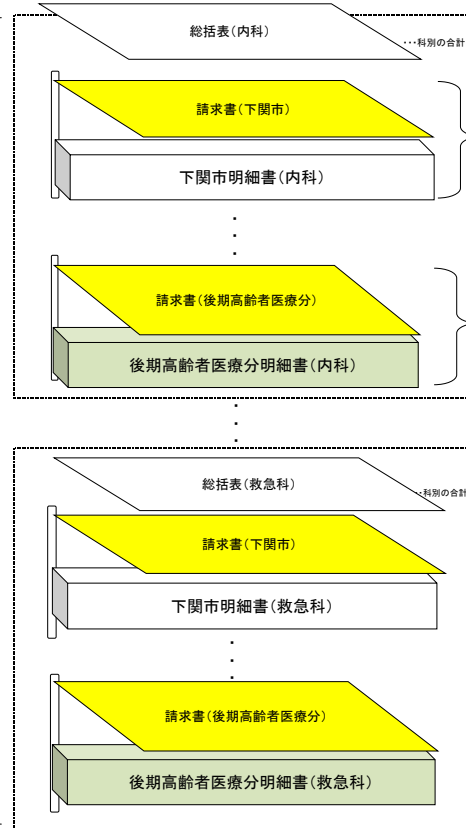 総括表(内科)
･･･科別の合計
請求書(下関市)
下関市明細書(内科)
請求書(後期高齢者医療分)
後期高齢者医療分明細書(内科)
総括表(救急科)
･･科別の合計
請求書(下関市)
下関市明細書(救急科)
請求書(後期高齢者医療分)
後期高齢者医療分明細書(救急科)